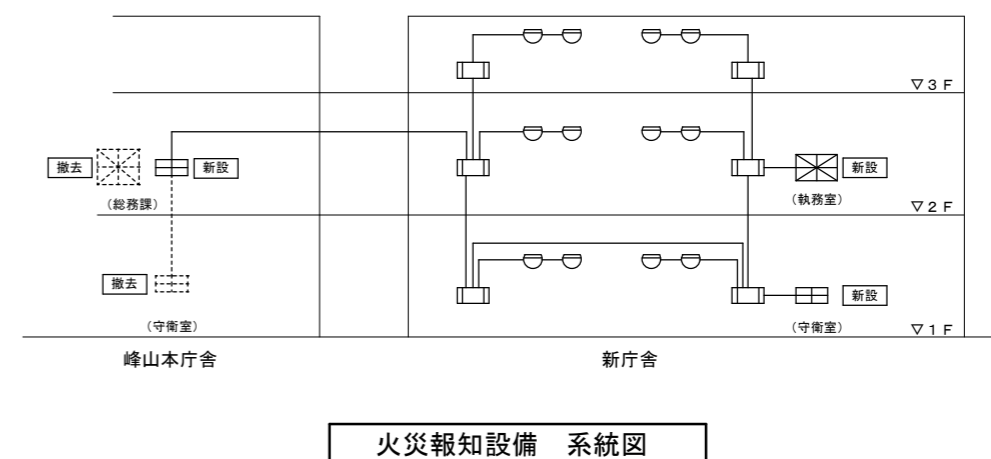 ▽３Ｆ
撤去
新設
新設
（総務課）
（執務室）
▽２Ｆ
撤去
新設
（守衛室）
（守衛室）
▽１Ｆ
峰山本庁舎
新庁舎
火災報知設備　系統図